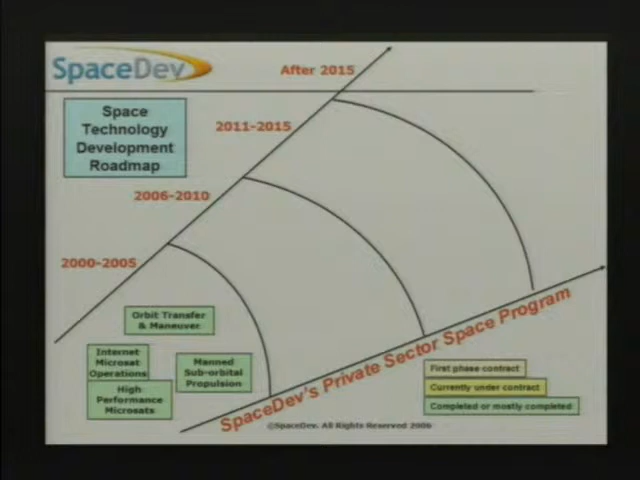 SpaceDev
After 2015
Space
Technology
Development
Roadmap
2011-2015
2006-2010
2000-2005
Orbit Transfer
& Maneuver
Internet
Microsat
Operations
Manned
Sub-orbital
Propulsion
High
Performance
Microsats
SpaceDev's Private Sector Space Program
First phase contract
Currently under contract
Completed or mostly completed
©SpaceDev. All Rights Reserved 2006